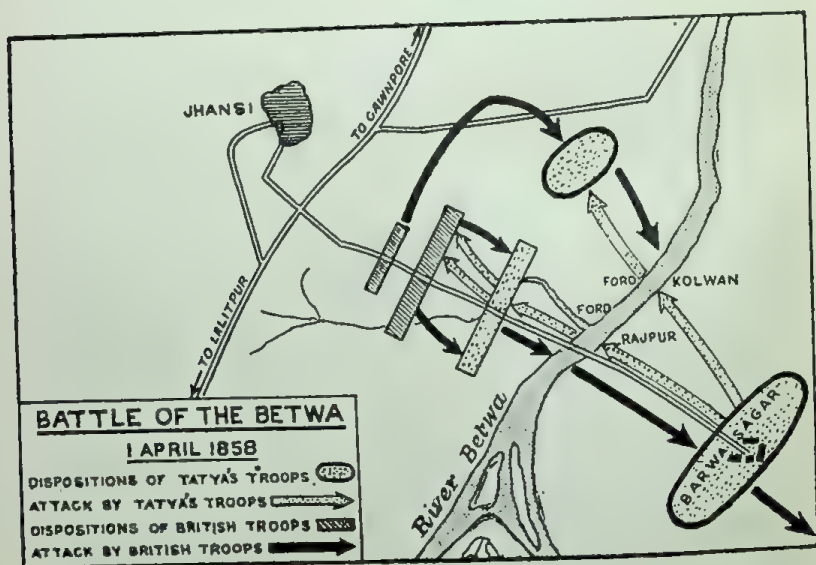 JHANSI
TO CAWNPORE
FORD
KOLWAN
FORD
RAJPUR
TO LALITPUR
BARWA SAGAR
River Betwa
BATTLE OF THE BETWA
1 APRIL 1858
DISPOSITIONS OF TATYA'S TROOPS
ATTACK BY TATYA'S TROOPS
DISPOSITIONS OF BRITISH TROOPS
ATTACK BY BRITISH TROOPS